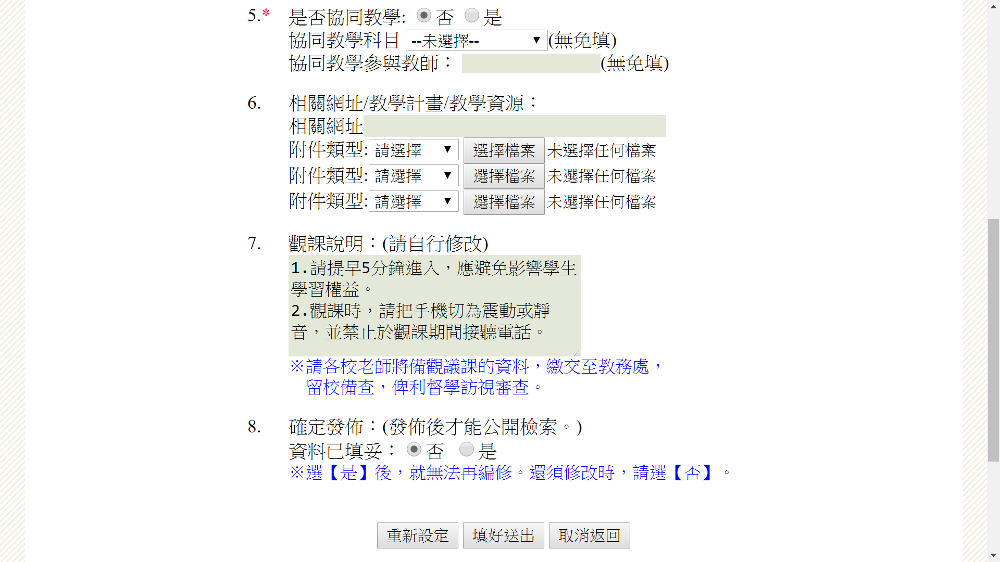 5.* 是否協同教學: 否 是
協同教學科目 --未選擇-- (無免填)
協同教學參與教師： (無免填)
6. 相關網址/教學計畫/教學資源：
相關網址
附件類型: 請選擇 選擇檔案 未選擇任何檔案
附件類型: 請選擇 選擇檔案 未選擇任何檔案
附件類型: 請選擇 選擇檔案 未選擇任何檔案
7. 觀課說明：(請自行修改)
1.請提早5分鐘進入，應避免影響學生
學習權益。
2.觀課時，請把手機切為震動或靜
音，並禁止於觀課期間接聽電話。
※請各校老師將備觀議課的資料，繳交至教務處，
留校備查，俾利督學訪視審查。
8. 確定發佈：(發佈後才能公開檢索。)
資料已填妥： 否 是
※選【是】後，就無法再編修。還須修改時，請選【否】。
重新設定 填好送出 取消返回